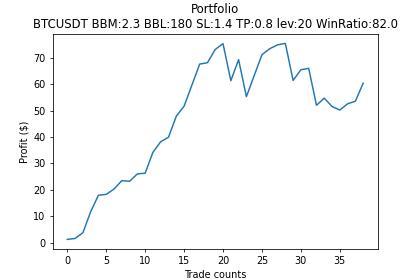 Portfolio
BTCUSDT BBM:2.3 BBL:180 SL:1.4 TP:0.8 lev:20 WinRatio:82.0
70
60
50
40
30
20
10
0
Profit ($)
0 5 10 15 20 25 30 35
Trade counts